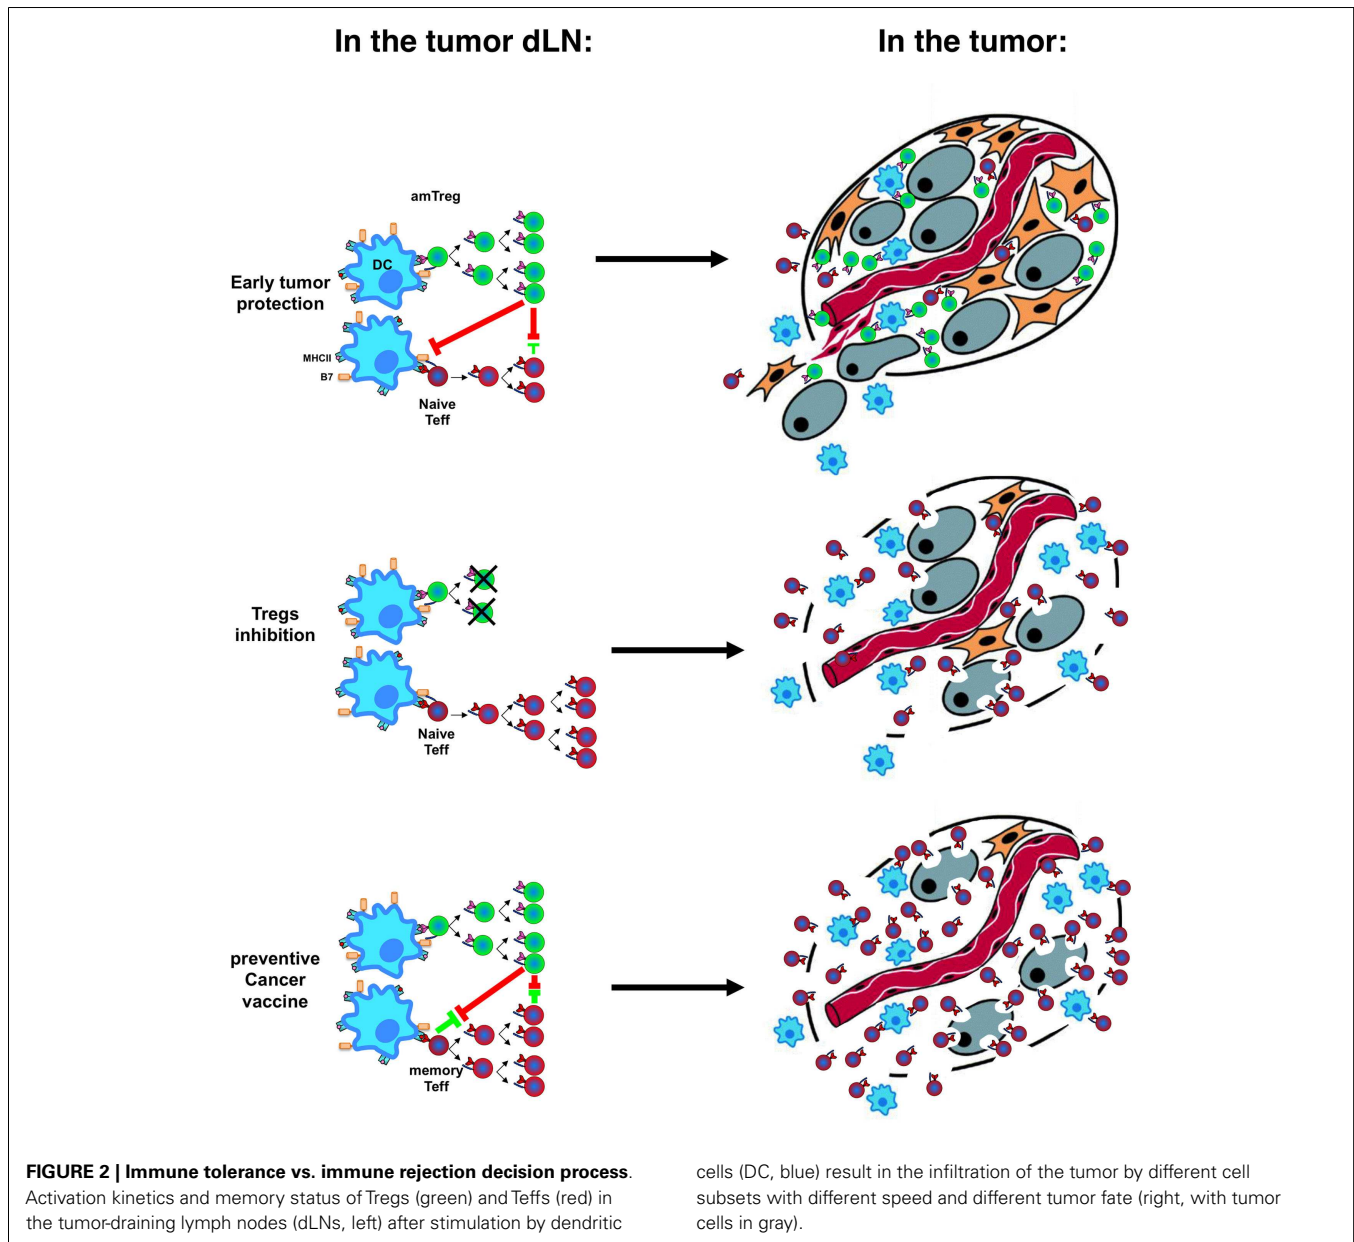 In the tumor dLN:
In the tumor:
amTreg
DC
Early tumor
protection
MHCII
B7
Naive
Teff
Tregs
inhibition
Naive
Teff
preventive
Cancer
vaccine
memory
Teff
FIGURE 2 | Immune tolerance vs. immune rejection decision process.
Activation kinetics and memory status of Tregs (green) and Teffs (red) in
the tumor-draining lymph nodes (dLNs, left) after stimulation by dendritic
cells (DC, blue) result in the infiltration of the tumor by different cell
subsets with different speed and different tumor fate (right, with tumor
cells in gray).